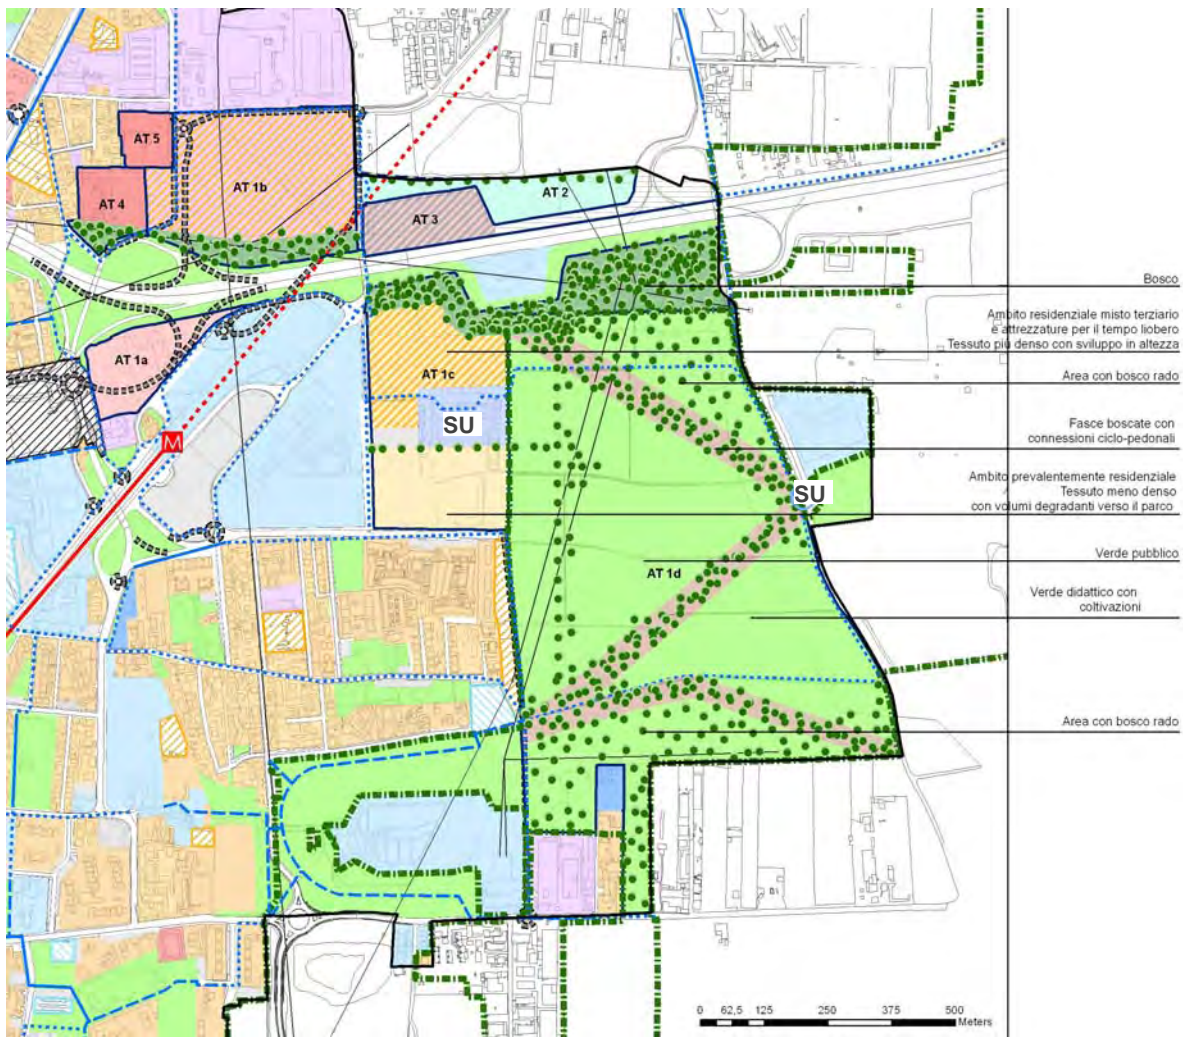 AT 5
AT 1b
AT 4
AT 2
AT 3
Bosco
Ambito residenziale misto terziario
e attrezzature per il tempo liobero
Tessuto più denso con sviluppo in altezza
AT 1a
AT 1c
Area con bosco rado
SU
M
Fasce boscate con
connessioni ciclo-pedonali
Ambito prevalentemente residenziale
Tessuto meno denso
con volumi degradanti verso il parco
SU
Verde pubblico
AT 1d
Verde didattico con
coltivazioni
Area con bosco rado
0 62,5 125 250 375 500
Meters